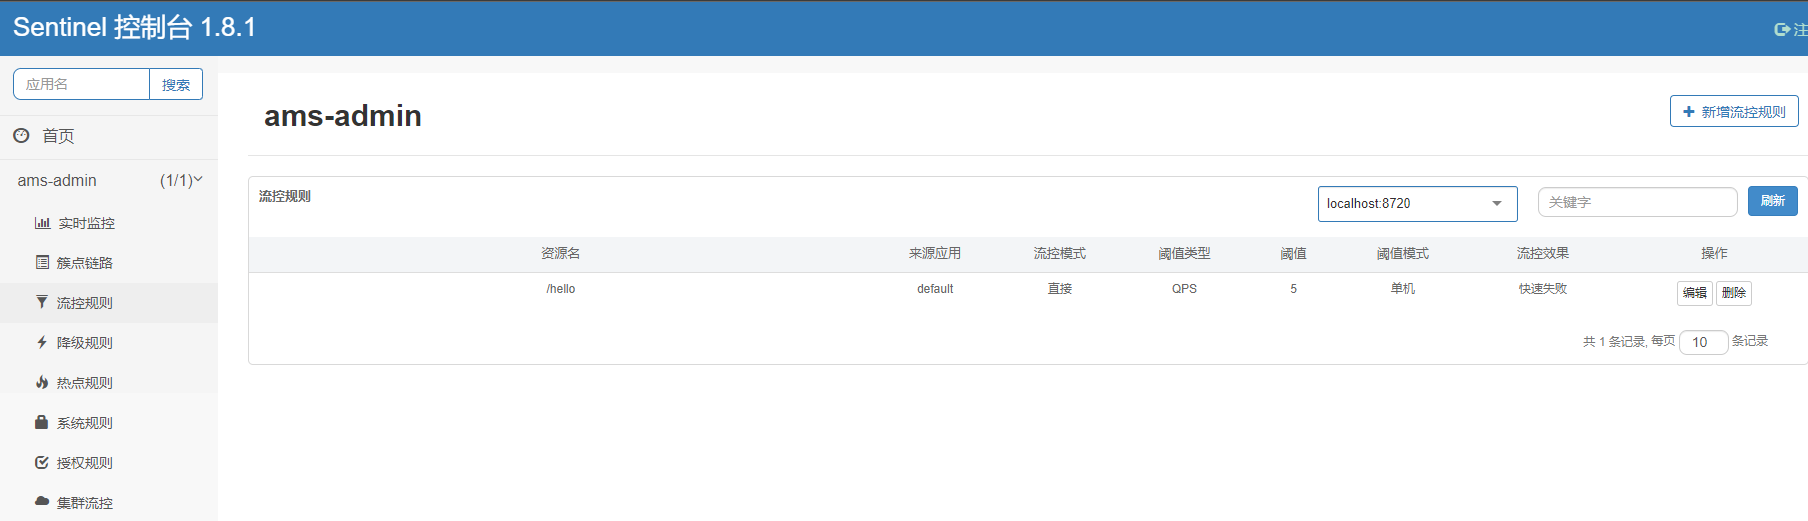 Sentinel 控制台 1.8.1
注
应用名 搜索
首页
ams-admin (1/1)
实时监控
簇点链路
流控规则
降级规则
热点规则
系统规则
授权规则
集群流控
ams-admin
新增流控规则
流控规则
localhost:8720 关键字 刷新
资源名 来源应用 流控模式 阈值类型 阈值 阈值模式 流控效果 操作
/hello default 直接 QPS 5 单机 快速失败 编辑 删除
共 1 条记录, 每页 10 条记录